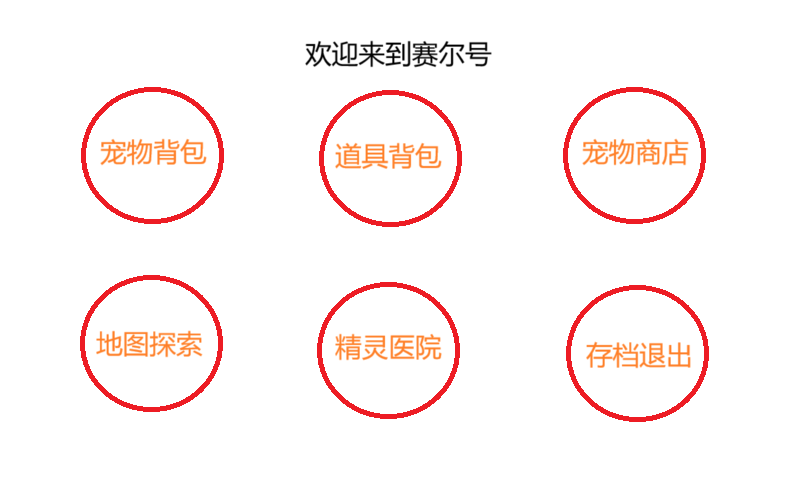 欢迎来到赛尔号
宠物背包
道具背包
宠物商店
地图探索
精灵医院
存档退出